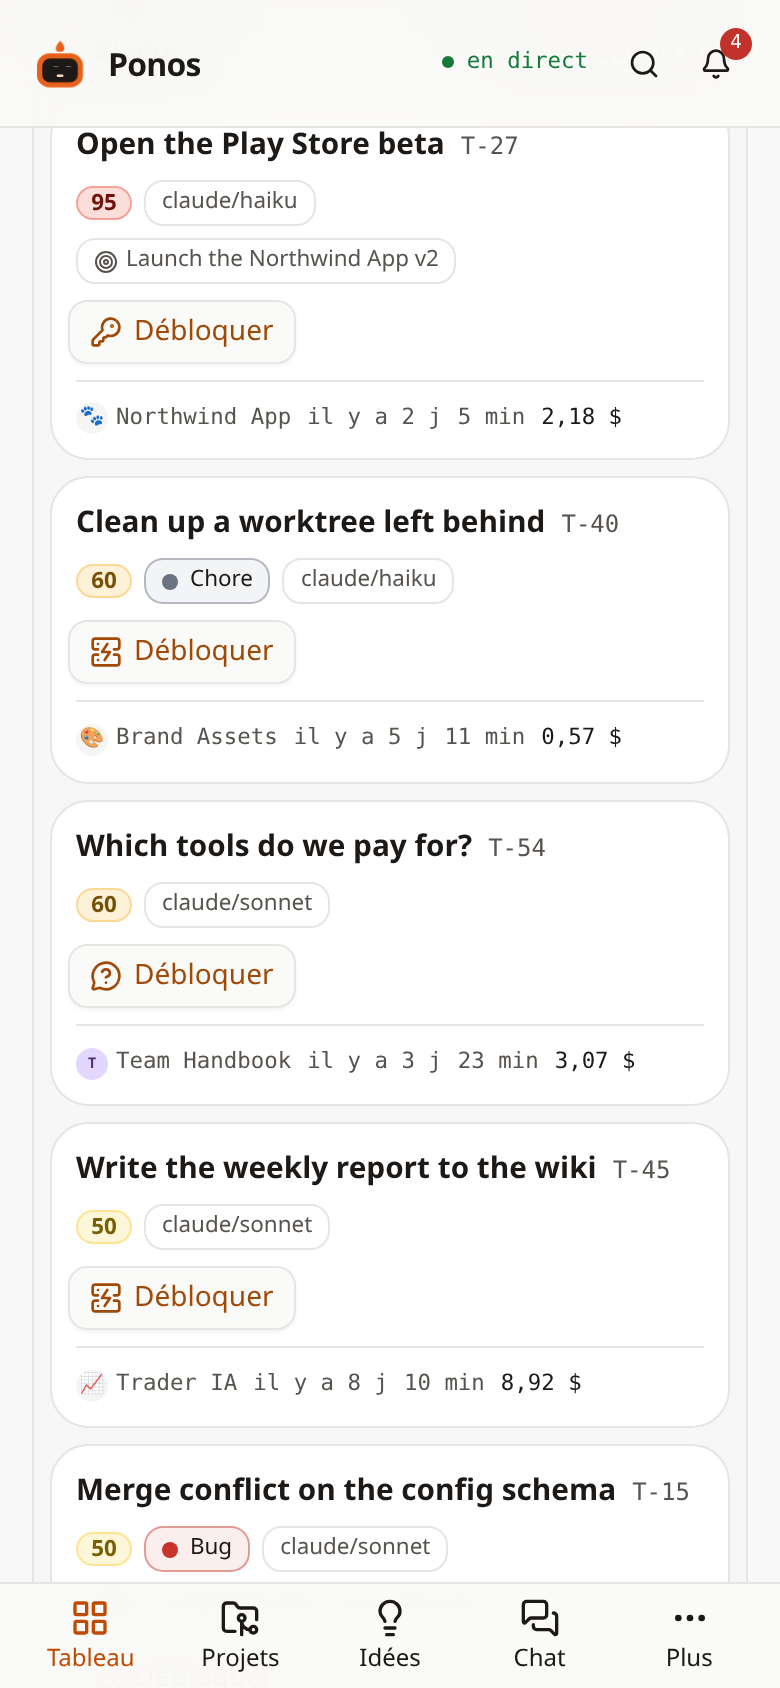 Ponos
en direct
4
Open the Play Store beta T-27
95 claude/haiku
Launch the Northwind App v2
Débloquer
Northwind App il y a 2 j 5 min 2,18 $
Clean up a worktree left behind T-40
60 Chore claude/haiku
Débloquer
Brand Assets il y a 5 j 11 min 0,57 $
Which tools do we pay for? T-54
60 claude/sonnet
Débloquer
T Team Handbook il y a 3 j 23 min 3,07 $
Write the weekly report to the wiki T-45
50 claude/sonnet
Débloquer
Trader IA il y a 8 j 10 min 8,92 $
Merge conflict on the config schema T-15
50 Bug claude/sonnet
Débloquer
Tableau Projets Idées Chat Plus